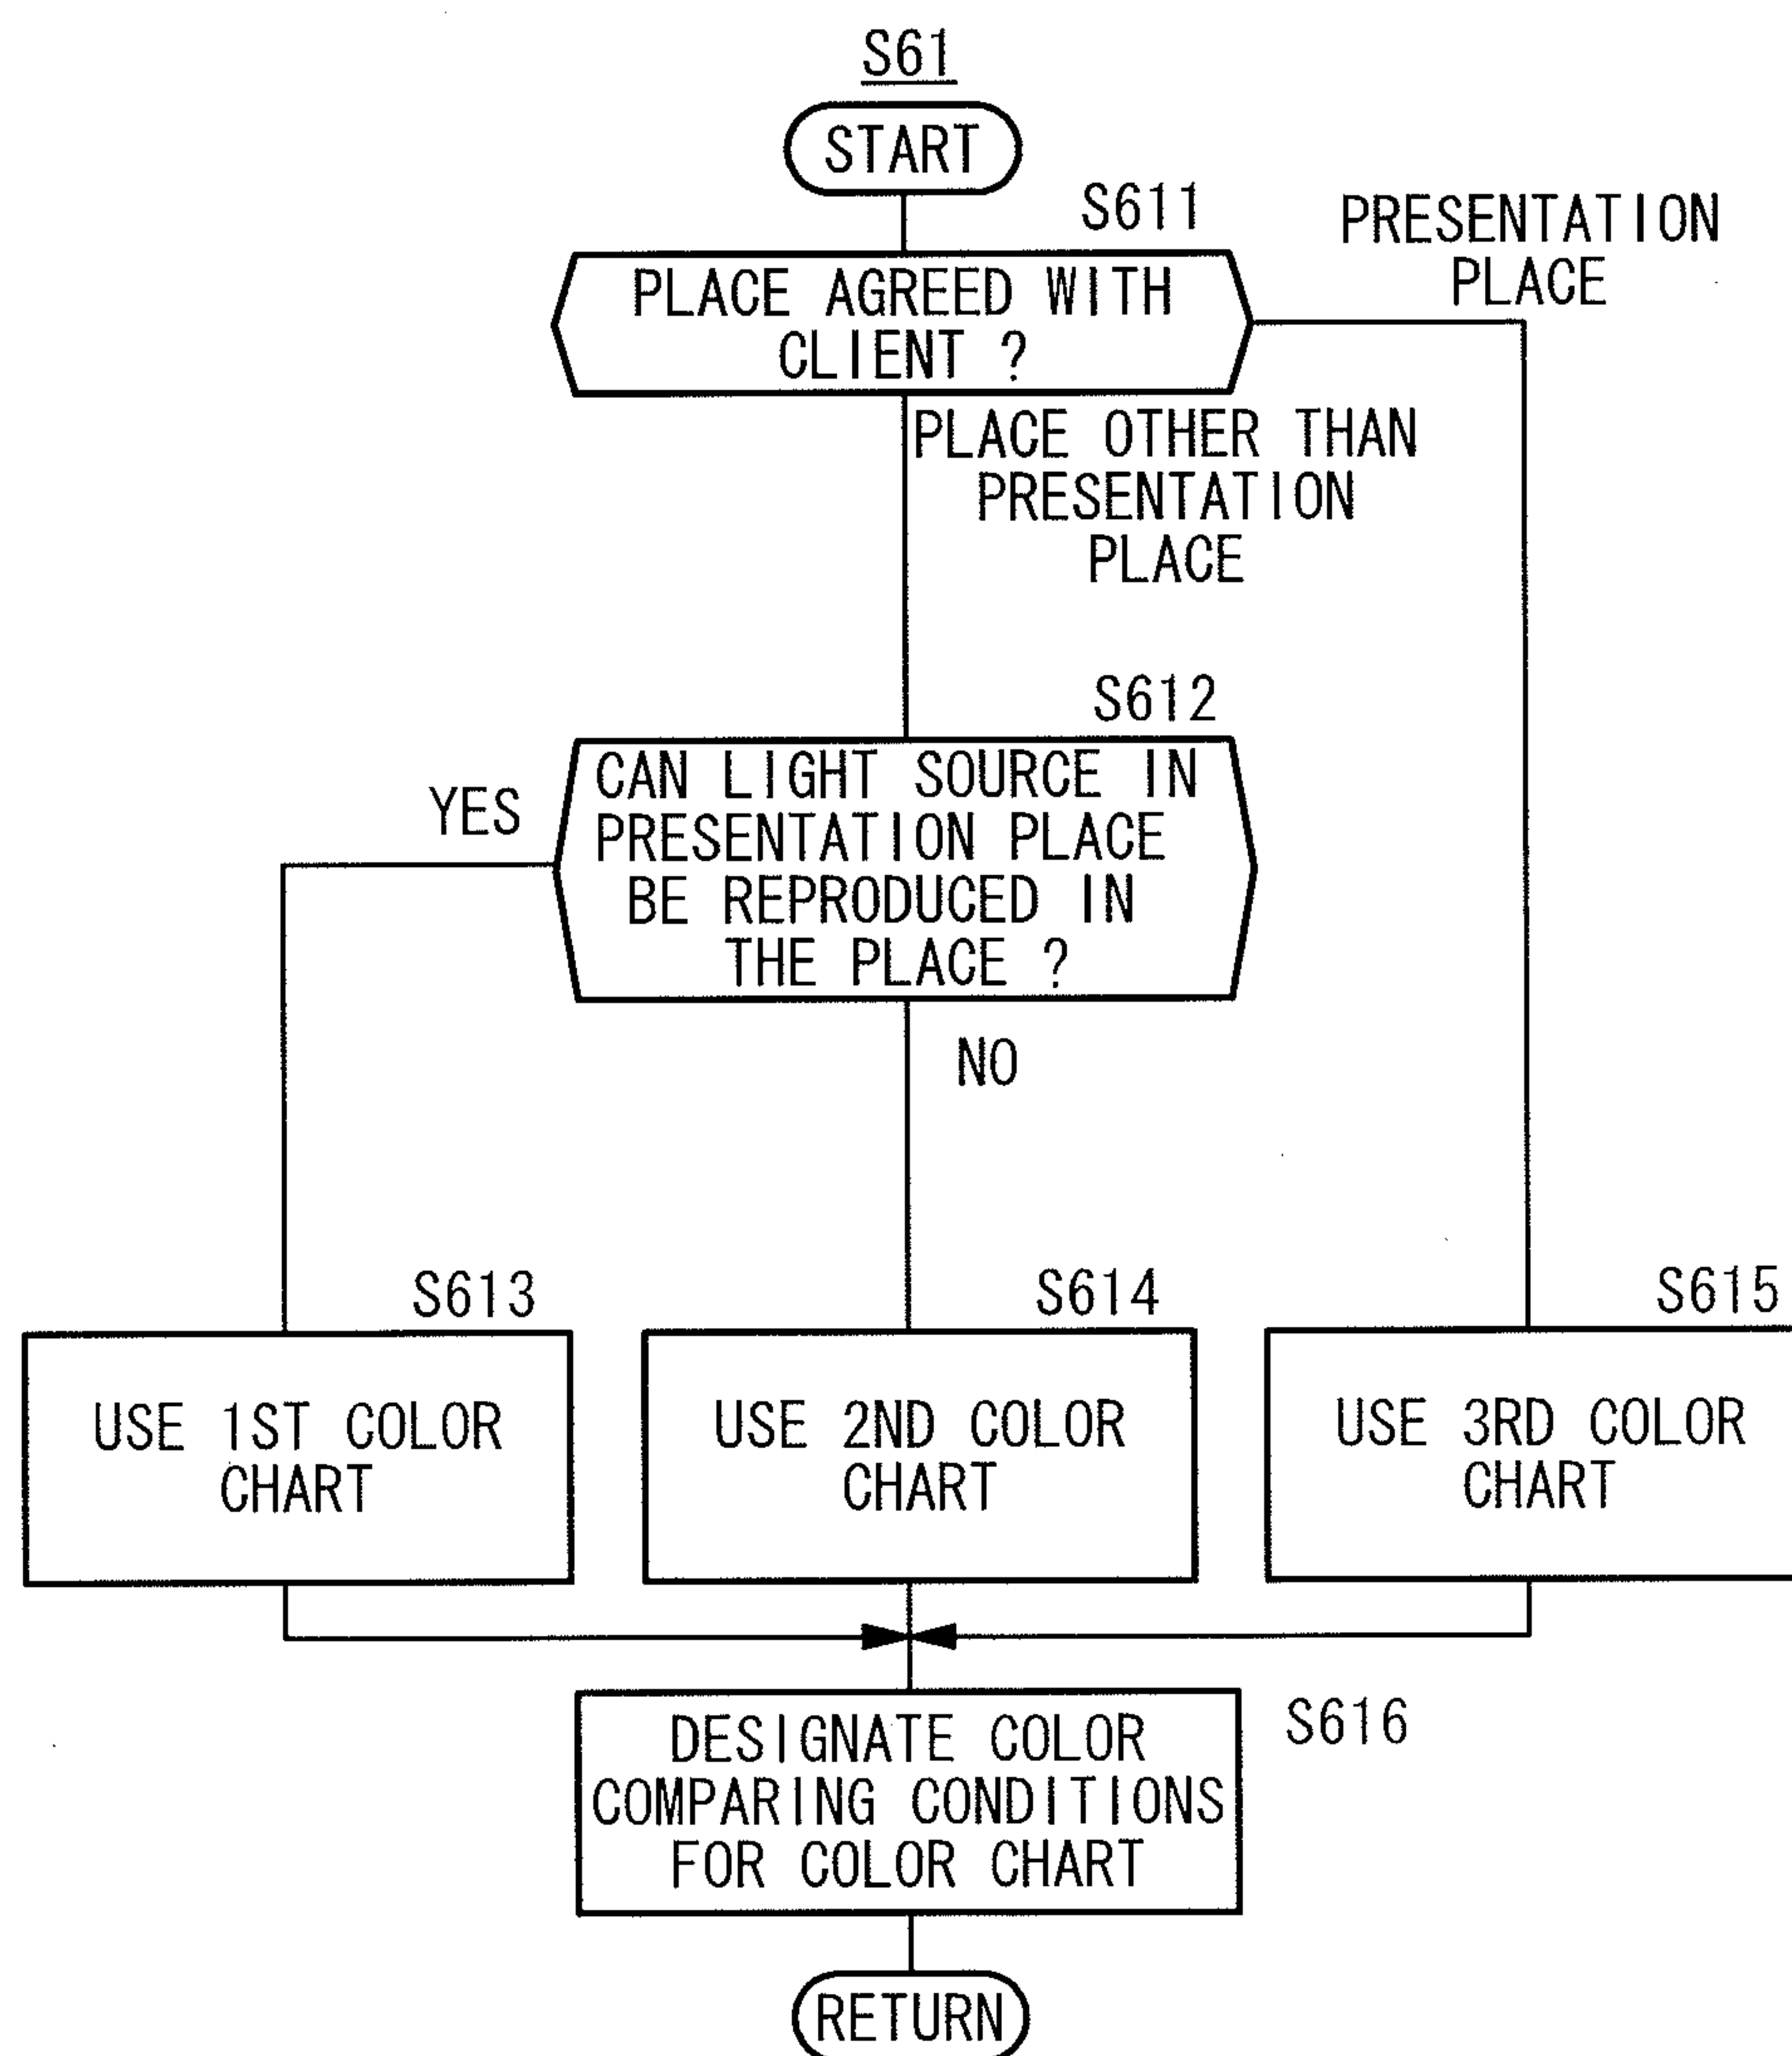 S61
START
S611
PRESENTATION
PLACE
PLACE AGREED WITH
CLIENT ?
PLACE OTHER THAN
PRESENTATION
PLACE
S612
YES
CAN LIGHT SOURCE IN
PRESENTATION PLACE
BE REPRODUCED IN
THE PLACE ?
NO
S613
USE 1ST COLOR
CHART
S614
USE 2ND COLOR
CHART
S615
USE 3RD COLOR
CHART
S616
DESIGNATE COLOR
COMPARING CONDITIONS
FOR COLOR CHART
RETURN